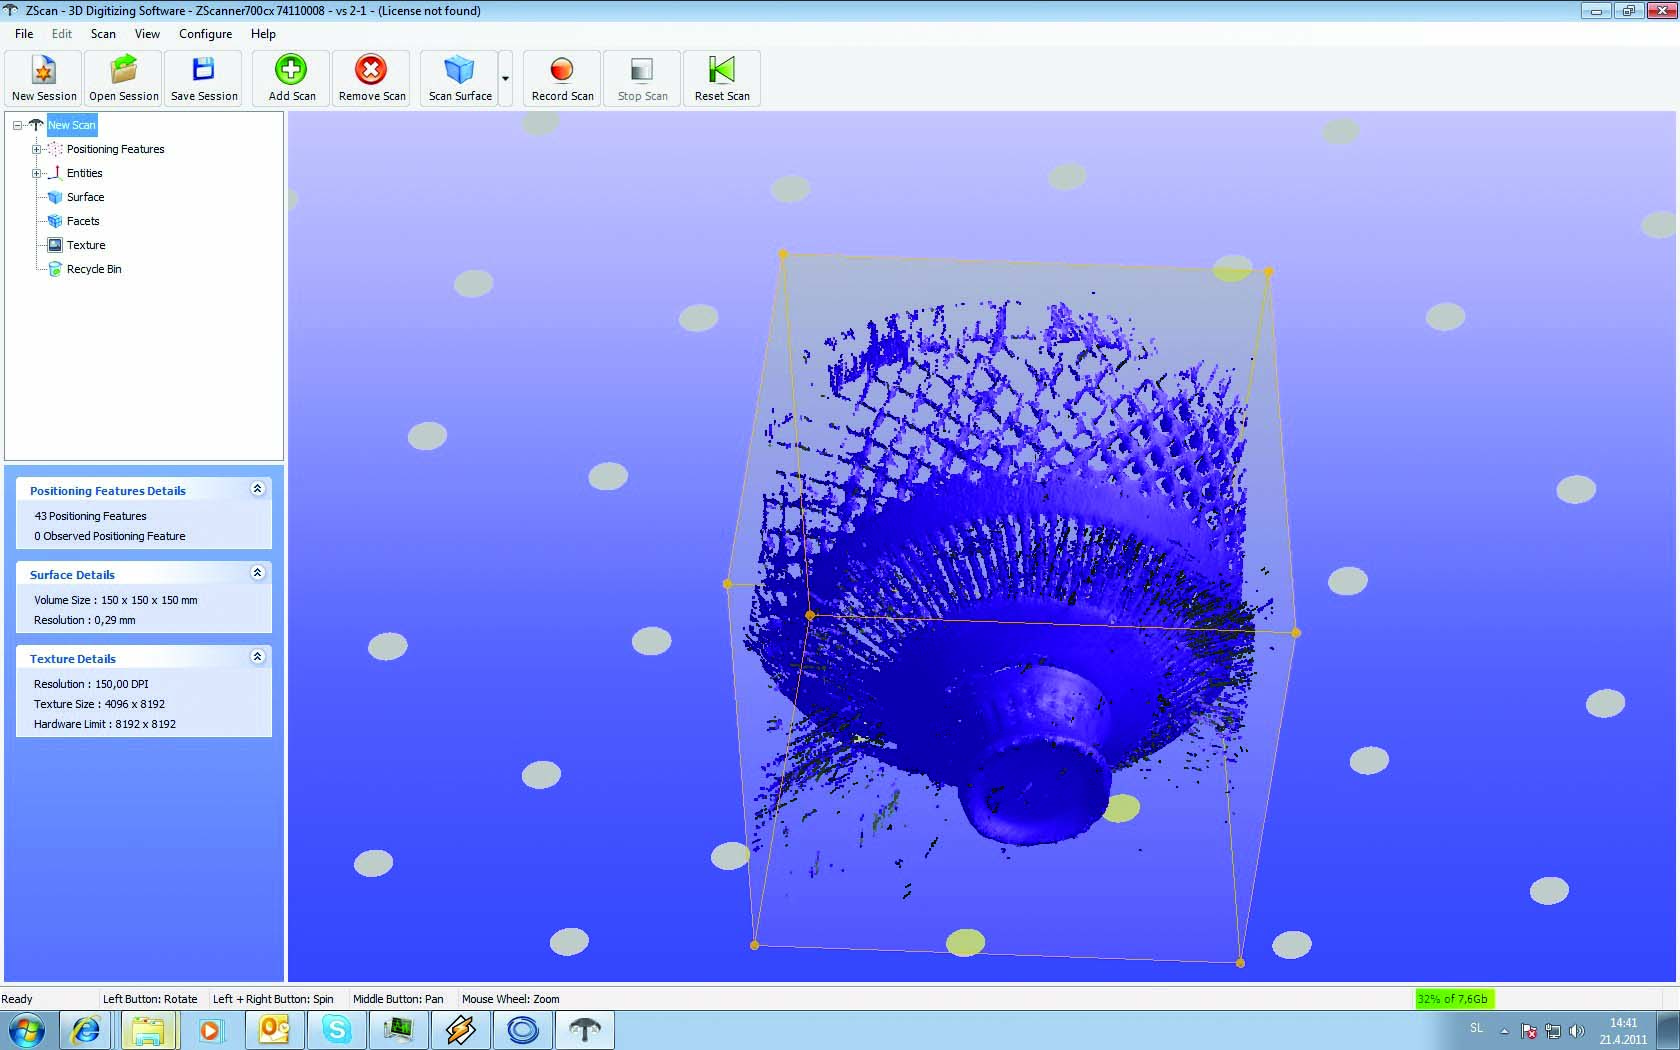 ZScan - 3D Digitizing Software - ZScanner700cx 74110008 - vs 2-1 - (License not found)
File Edit Scan View Configure Help
New Session Open Session Save Session Add Scan Remove Scan Scan Surface Record Scan Stop Scan Reset Scan
New Scan
Positioning Features
Entities
Surface
Facets
Texture
Recycle Bin
Positioning Features Details
43 Positioning Features
0 Observed Positioning Feature
Surface Details
Volume Size : 150 x 150 x 150 mm
Resolution : 0,29 mm
Texture Details
Resolution : 150,00 DPI
Texture Size : 4096 x 8192
Hardware Limit : 8192 x 8192
Ready Left Button: Rotate Left + Right Button: Spin Middle Button: Pan Mouse Wheel: Zoom 32% of 7,6Gb
SL 14:41
21.4.2011